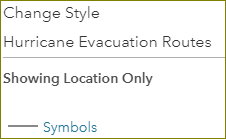 Change Style
Hurricane Evacuation Routes
Showing Location Only
Symbols